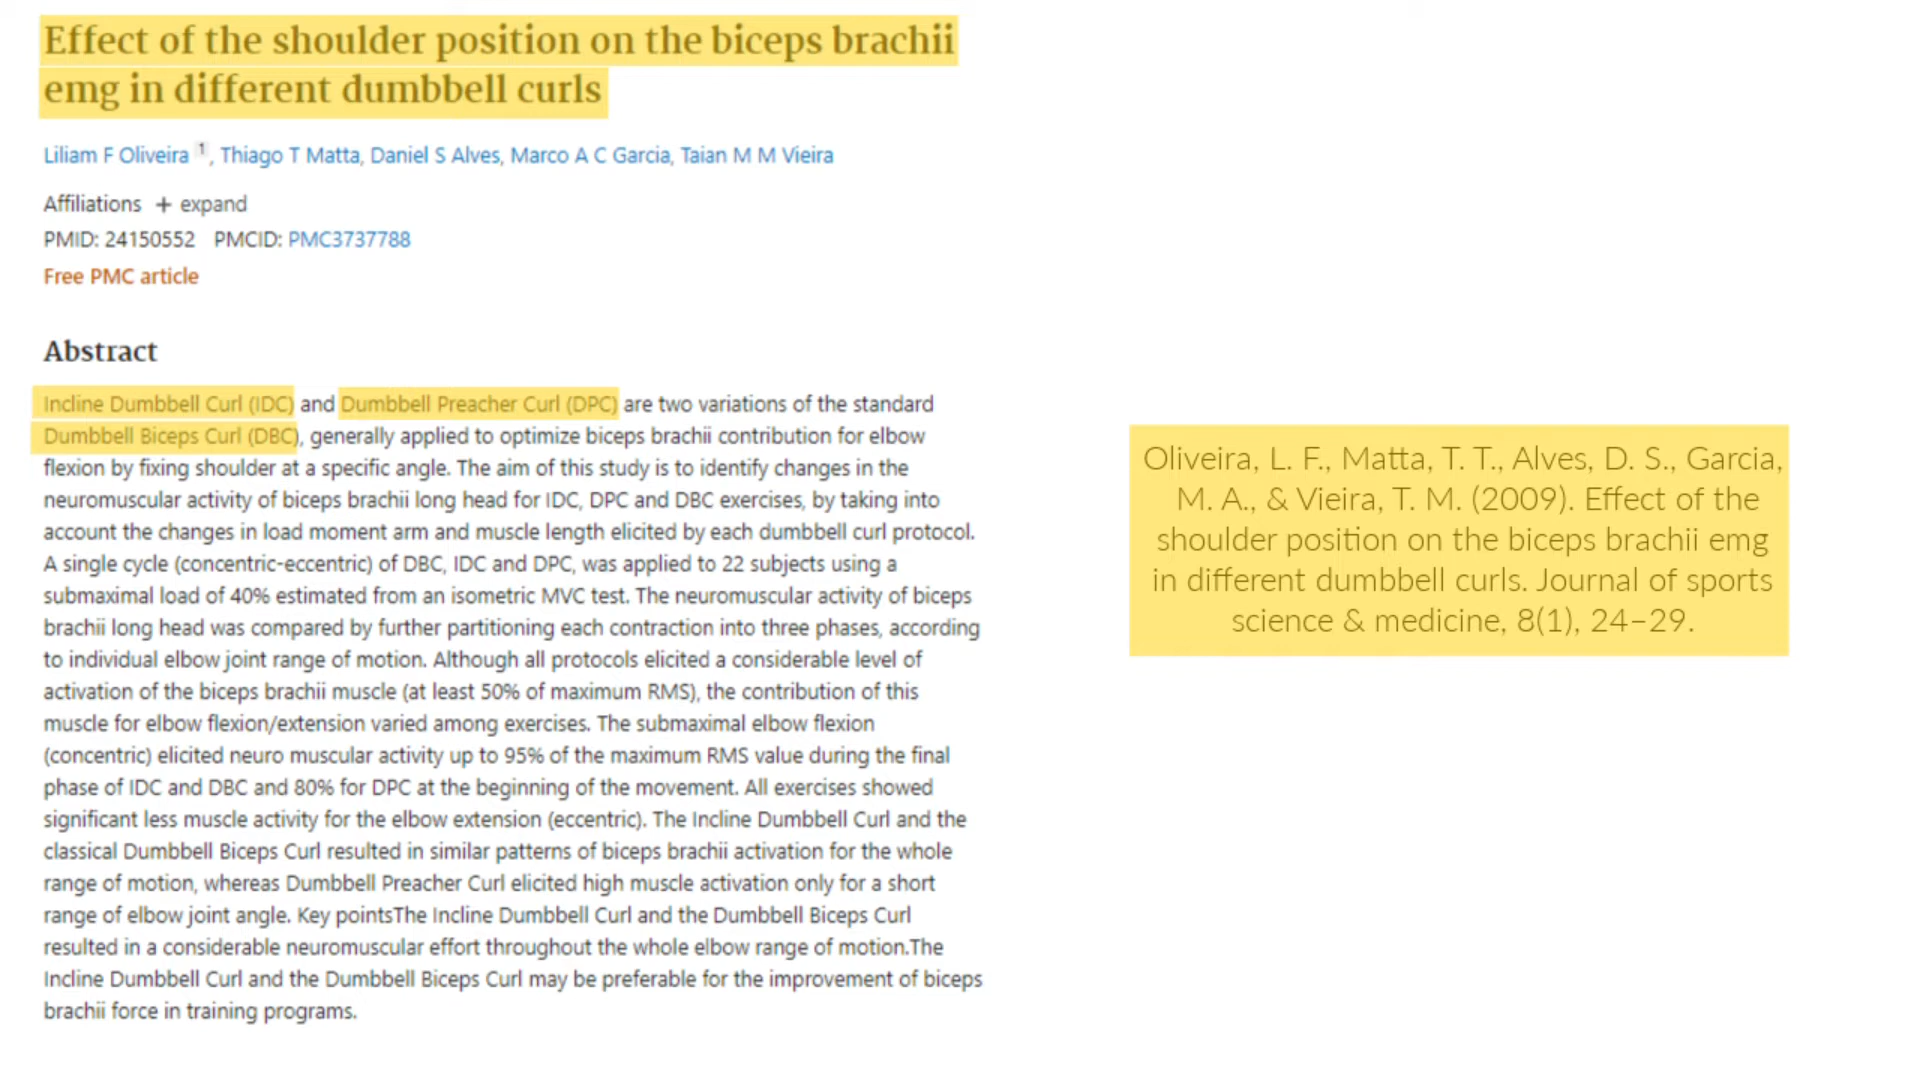 Effect of the shoulder position on the biceps brachii
emg in different dumbbell curls
Liliam F Oliveira 1, Thiago T Matta, Daniel S Alves, Marco A C Garcia, Taian M M Vieira
Affiliations + expand
PMID: 24150552 PMCID: PMC3737788
Free PMC article
Abstract
Incline Dumbbell Curl (IDC) and Dumbbell Preacher Curl (DPC) are two variations of the standard
Dumbbell Biceps Curl (DBC), generally applied to optimize biceps brachii contribution for elbow
flexion by fixing shoulder at a specific angle. The aim of this study is to identify changes in the
neuromuscular activity of biceps brachii long head for IDC, DPC and DBC exercises, by taking into
account the changes in load moment arm and muscle length elicited by each dumbbell curl protocol.
A single cycle (concentric-eccentric) of DBC, IDC and DPC, was applied to 22 subjects using a
submaximal load of 40% estimated from an isometric MVC test. The neuromuscular activity of biceps
brachii long head was compared by further partitioning each contraction into three phases, according
to individual elbow joint range of motion. Although all protocols elicited a considerable level of
activation of the biceps brachii muscle (at least 50% of maximum RMS), the contribution of this
muscle for elbow flexion/extension varied among exercises. The submaximal elbow flexion
(concentric) elicited neuro muscular activity up to 95% of the maximum RMS value during the final
phase of IDC and DBC and 80% for DPC at the beginning of the movement. All exercises showed
significant less muscle activity for the elbow extension (eccentric). The Incline Dumbbell Curl and the
classical Dumbbell Biceps Curl resulted in similar patterns of biceps brachii activation for the whole
range of motion, whereas Dumbbell Preacher Curl elicited high muscle activation only for a short
range of elbow joint angle. Key pointsThe Incline Dumbbell Curl and the Dumbbell Biceps Curl
resulted in a considerable neuromuscular effort throughout the whole elbow range of motion.The
Incline Dumbbell Curl and the Dumbbell Biceps Curl may be preferable for the improvement of biceps
brachii force in training programs.
Oliveira, L. F., Matta, T. T., Alves, D. S., Garcia,
M. A., & Vieira, T. M. (2009). Effect of the
shoulder position on the biceps brachii emg
in different dumbbell curls. Journal of sports
science & medicine, 8(1), 24–29.